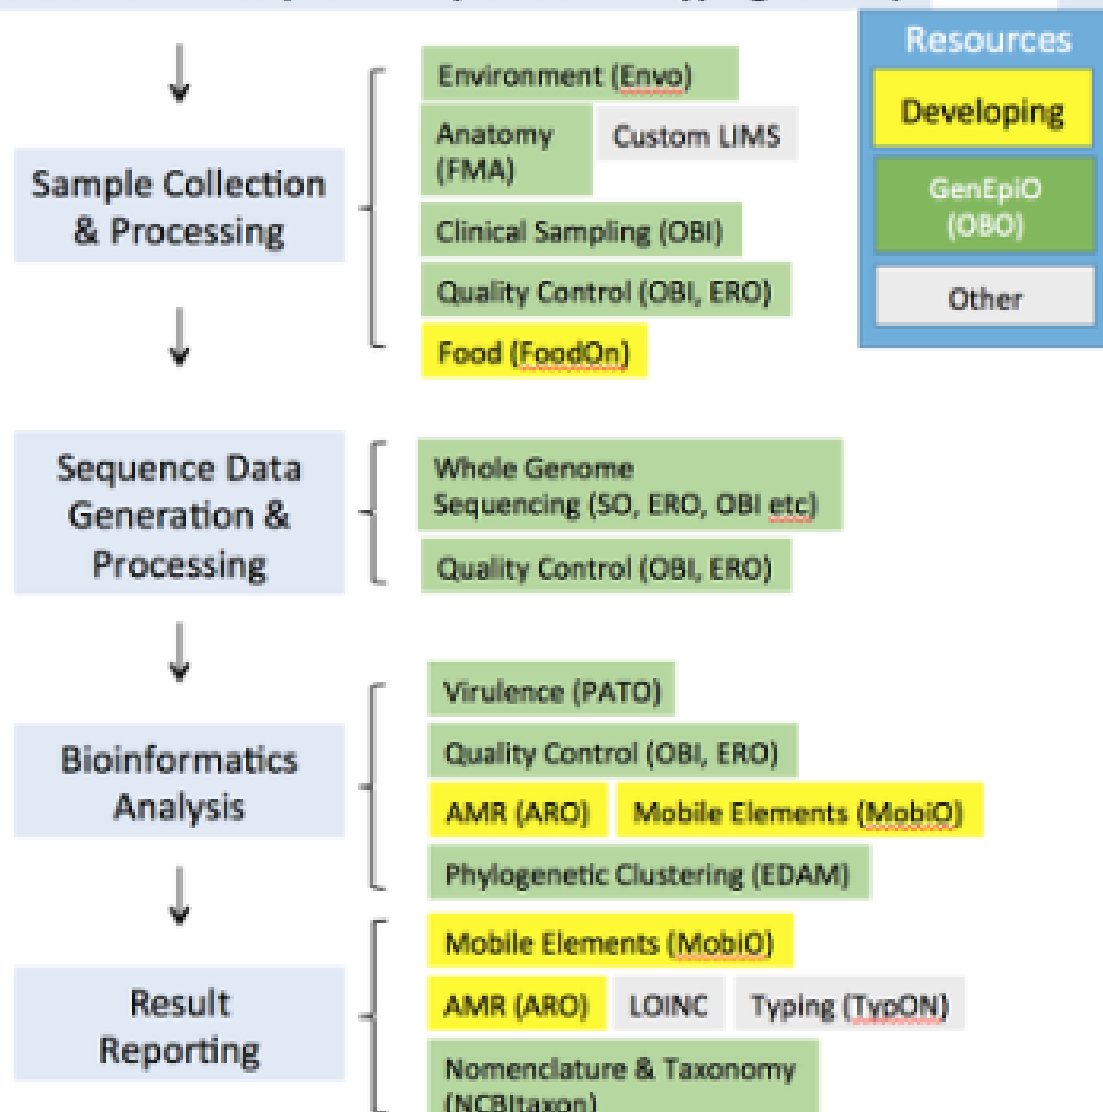 Resources
Developing
GenEpiO
(OBO)
Other
Sample Collection
& Processing
Environment (Envo)
Anatomy
(FMA)
Custom LIMS
Clinical Sampling (OBI)
Quality Control (OBI, ERO)
Food (FoodOn)
Sequence Data
Generation &
Processing
Whole Genome
Sequencing (SO, ERO, OBI etc)
Quality Control (OBI, ERO)
Bioinformatics
Analysis
Virulence (PATO)
Quality Control (OBI, ERO)
AMR (ARO)
Mobile Elements (MobiO)
Phylogenetic Clustering (EDAM)
Result
Reporting
Mobile Elements (MobiO)
AMR (ARO)
LOINC
Typing (TypON)
Nomenclature & Taxonomy
(NCBItaxon)